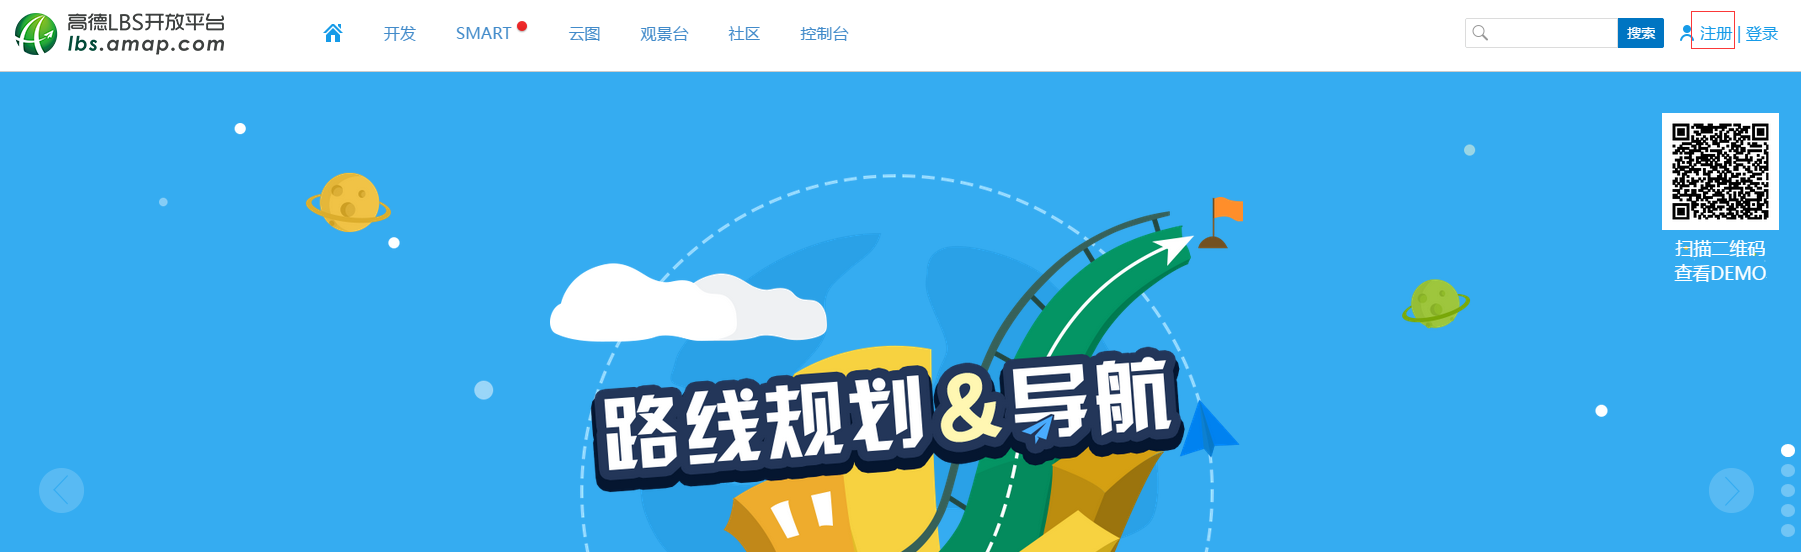 高德LBS开放平台
lbs.amap.com
开发
SMART
云图
观景台
社区
控制台
搜索
注册 | 登录
扫描二维码
查看DEMO
路线规划&导航